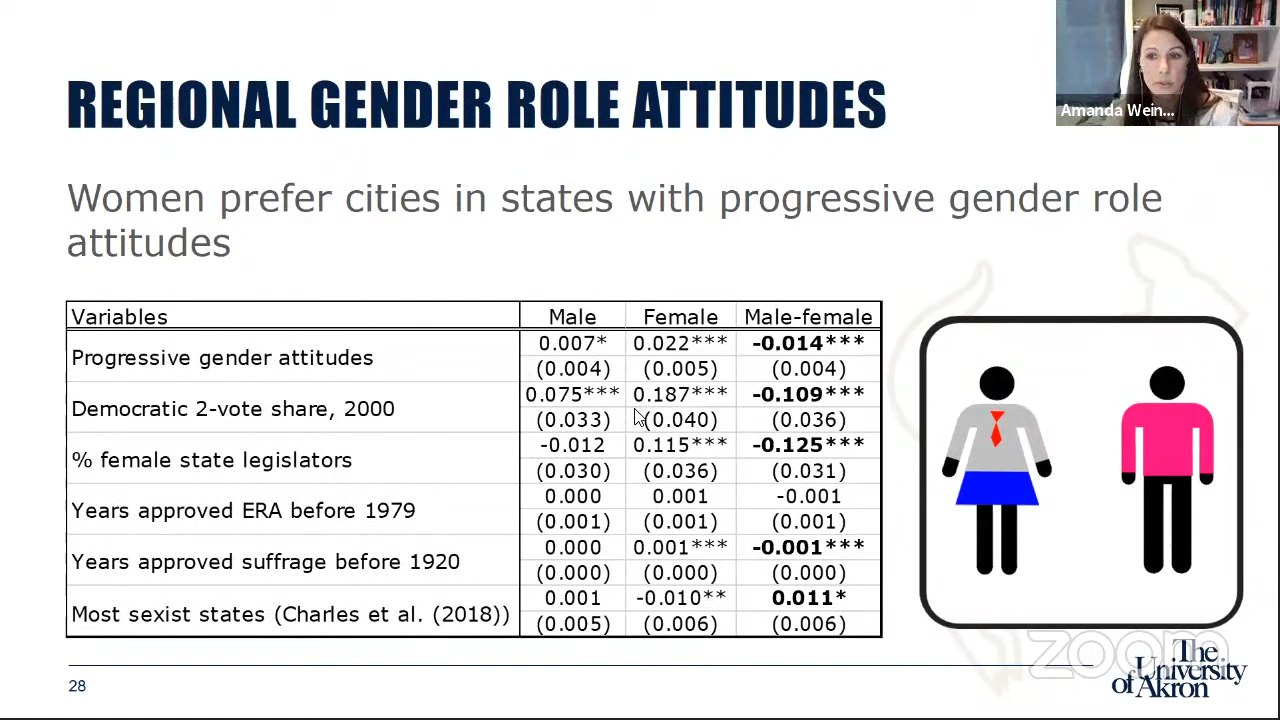 Amanda Wein...
REGIONAL GENDER ROLE ATTITUDES
Women prefer cities in states with progressive gender role
attitudes
Variables Male Female Male-female
Progressive gender attitudes 0.007* 0.022*** -0.014***
(0.004) (0.005) (0.004)
Democratic 2-vote share, 2000 0.075*** 0.187*** -0.109***
(0.033) (0.040) (0.036)
% female state legislators -0.012 0.115*** -0.125***
(0.030) (0.036) (0.031)
Years approved ERA before 1979 0.000 0.001 -0.001
(0.001) (0.001) (0.001)
Years approved suffrage before 1920 0.000 0.001*** -0.001***
(0.000) (0.000) (0.000)
Most sexist states (Charles et al. (2018)) 0.001 -0.010** 0.011*
(0.005) (0.006) (0.006)
zoom
The
University
of Akron
28